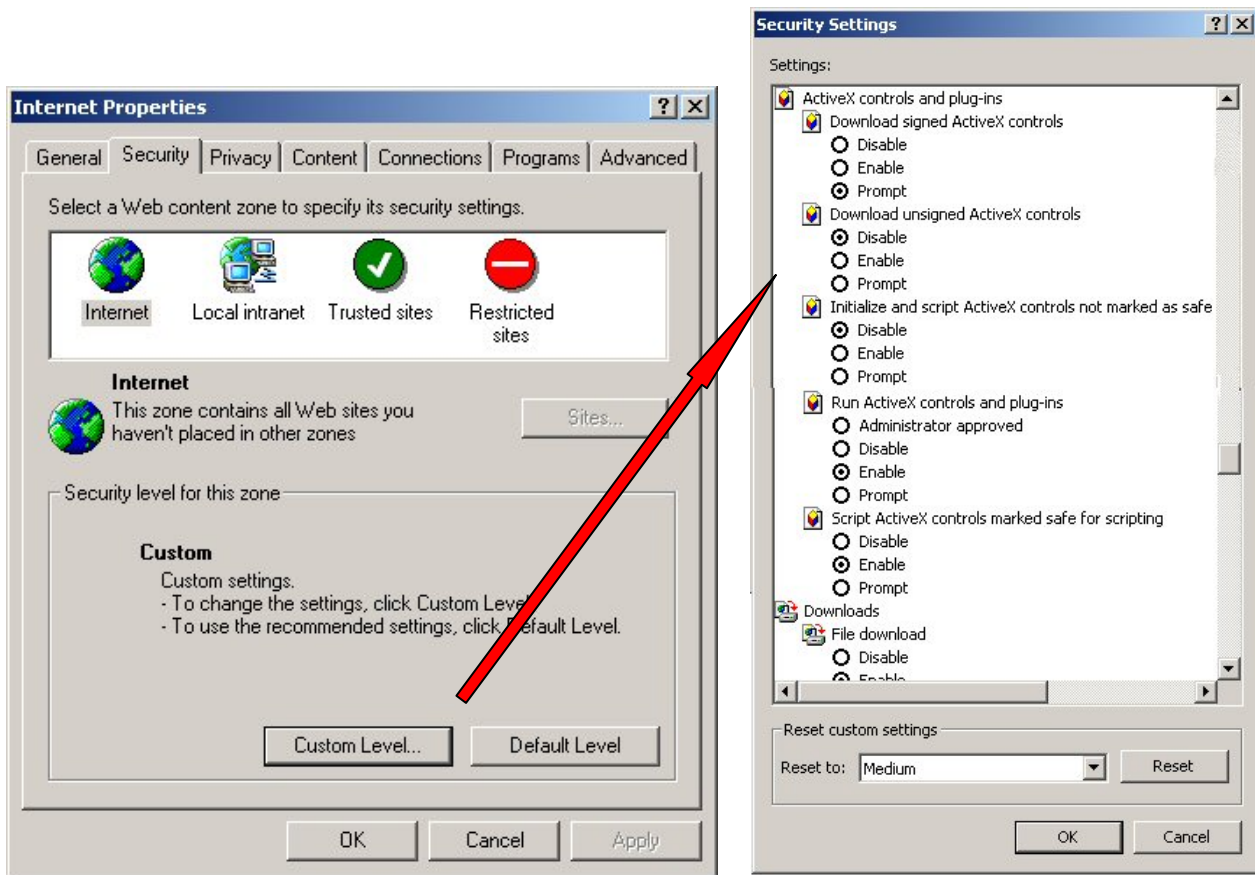 Internet Properties
General Security Privacy Content Connections Programs Advanced
Select a Web content zone to specify its security settings.
Internet
Local intranet
Trusted sites
Restricted
sites
Internet
This zone contains all Web sites you
haven't placed in other zones
Sites...
Security level for this zone
Custom
Custom settings.
- To change the settings, click Custom Level
- To use the recommended settings, click Default Level.
Custom Level...
Default Level
OK
Cancel
Apply
Security Settings
Settings:
ActiveX controls and plug-ins
Download signed ActiveX controls
Disable
Enable
Prompt
Download unsigned ActiveX controls
Disable
Enable
Prompt
Initialize and script ActiveX controls not marked as safe
Disable
Enable
Prompt
Run ActiveX controls and plug-ins
Administrator approved
Disable
Enable
Prompt
Script ActiveX controls marked safe for scripting
Disable
Enable
Prompt
Downloads
File download
Disable
Enable
Reset custom settings
Reset to: Medium
Reset
OK
Cancel